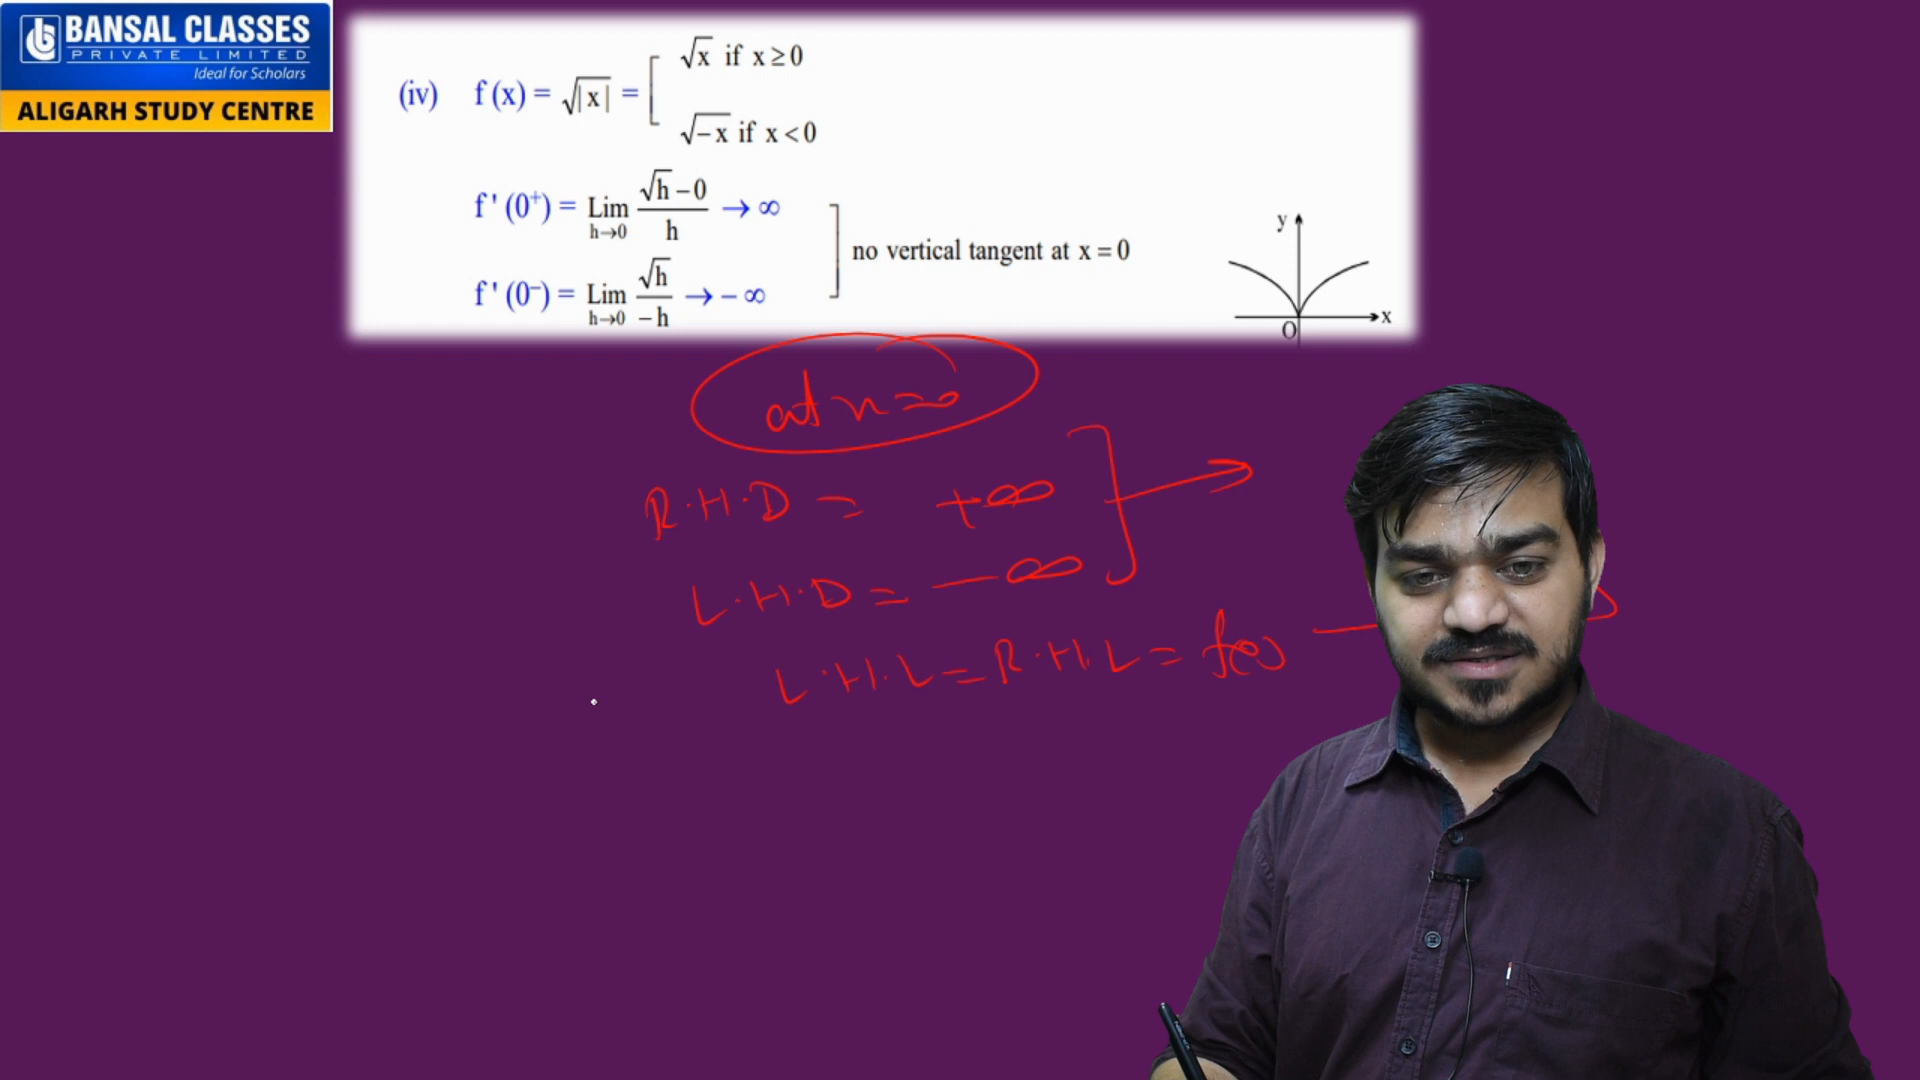 BANSAL CLASSES
PRIVATE LIMITED
Ideal for Scholars
ALIGARH STUDY CENTRE
(iv) f(x) = √|x| = [ √x if x ≥ 0
√−x if x < 0
f'(0⁺) = Lim h→0 (√h − 0)/h → ∞
f'(0⁻) = Lim h→0 √h/−h → − ∞
] no vertical tangent at x = 0
y
x
O
at x=0
R.H.D = +∞
L.H.D = −∞
L.H.L = R.H.L = f(0)